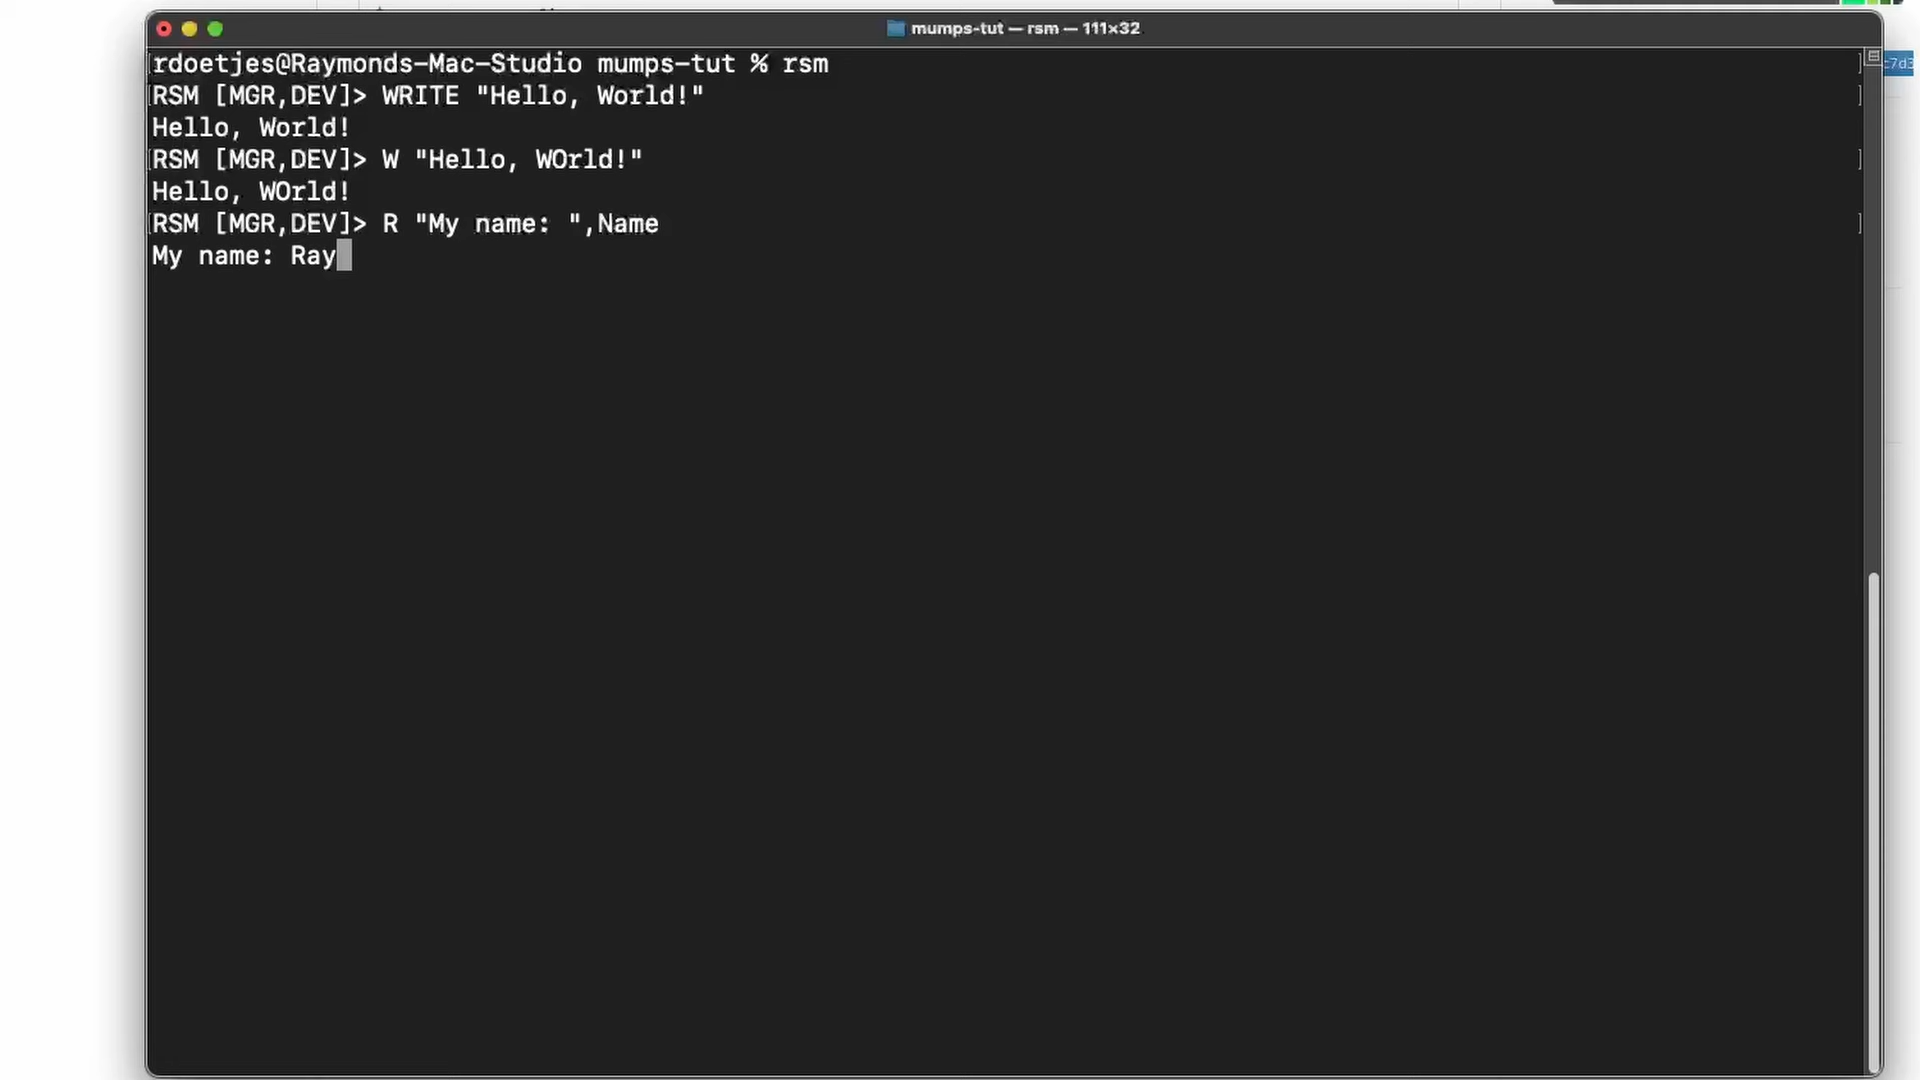 mumps-tut — rsm — 111×32
rdoetjes@Raymonds-Mac-Studio mumps-tut % rsm
RSM [MGR,DEV]> WRITE "Hello, World!"
Hello, World!
RSM [MGR,DEV]> W "Hello, WOrld!"
Hello, WOrld!
RSM [MGR,DEV]> R "My name: ",Name
My name: Ray
c7d3